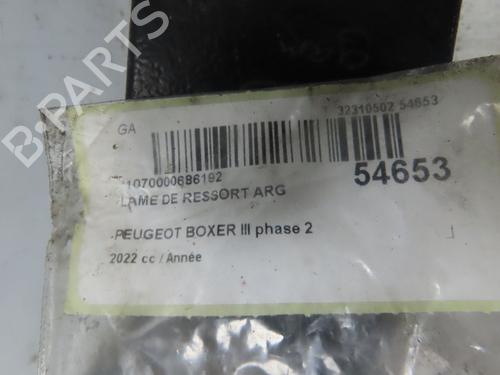 B-PARTS
GA
32310502 54653
1070000686192
54653
LAME DE RESSORT ARG
PEUGEOT BOXER III phase 2
2022 cc / Année